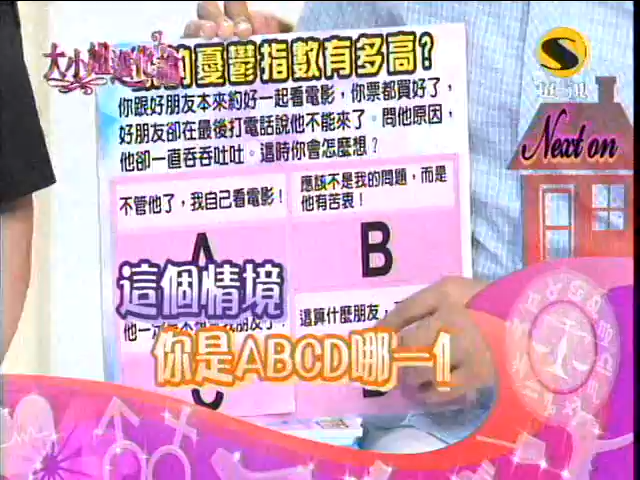 大小姐進化論
的憂鬱指數有多高?
你跟好朋友本來約好一起看電影,你票都買好了,
好朋友卻在最後打電話說他不能來了。問他原因,
他卻一直吞吞吐吐。這時你會怎麼想?
不管他了,我自己看電影!
應該不是我的問題,而是
他有苦衷!
A
B
這個情境
他一
這算什麼朋友,
你是ABCD哪一個
C
Next on